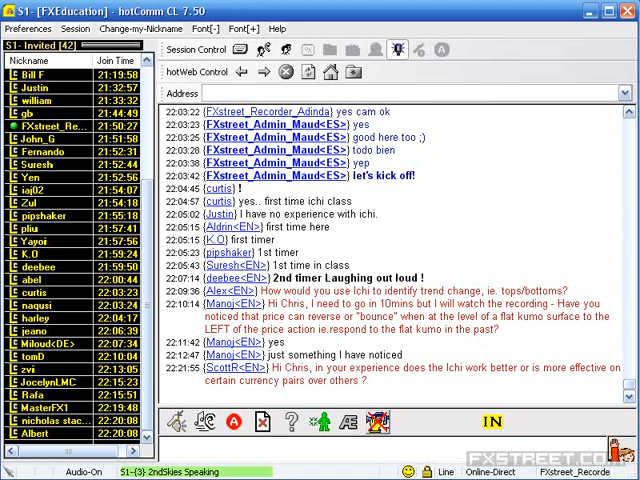 S1- [FXEducation] - hotComm CL 7.50
Preferences Session Change-my-Nickname Font[-] Font[+] Help
S1- Invited [42]
Session Control
Nickname Join Time
hotWeb Control
Address
Bill F 21:19:58
Justin 21:32:57
william 21:33:32
gb 21:44:49
FXstreet_Re... 21:50:27
John_G 21:51:58
Fernando 21:52:31
Suresh 21:52:44
Yen 21:52:56
iaj02 21:54:07
Zul 21:54:18
pipshaker 21:55:18
pliu 21:57:41
Yayoi 21:57:56
K.O 21:59:24
deebee 21:59:50
abel 22:00:44
curtis 22:03:23
naqusi 22:03:24
harley 22:04:17
jeano 22:06:39
Miloud<DE> 22:07:34
tomD 22:10:04
zvi 22:13:05
JocelynLMC 22:15:23
Rafa 22:15:51
MasterFX1 22:19:48
nicholas stac... 22:20:08
Albert 22:20:08
22:03:22 {FXstreet_Recorder_Adinda} yes cam ok
22:03:23 {FXstreet_Admin_Maud<ES>} yes
22:03:25 {FXstreet_Admin_Maud<ES>} good here too ;)
22:03:28 {FXstreet_Admin_Maud<ES>} todo bien
22:03:38 {FXstreet_Admin_Maud<ES>} yep
22:03:42 {FXstreet_Admin_Maud<ES>} let's kick off!
22:04:45 {curtis} !
22:04:57 {curtis} yes.. first time ichi class
22:05:02 {Justin} I have no experience with ichi.
22:05:15 {Aldrin<EN>} first time here
22:05:15 {K.O} first timer
22:05:23 {pipshaker} 1st timer
22:05:43 {Suresh<EN>} 1st time in class
22:07:14 {deebee<EN>} 2nd timer Laughing out loud !
22:09:36 {Alex<EN>} How would you use Ichi to identify trend change, ie. tops/bottoms?
22:10:14 {Manoj<EN>} Hi Chris, I need to go in 10mins but I will watch the recording - Have you
noticed that price can reverse or "bounce" when at the level of a flat kumo surface to the
LEFT of the price action ie.respond to the flat kumo in the past?
22:11:42 {Manoj<EN>} yes
22:12:47 {Manoj<EN>} just something I have noticed
22:21:55 {ScottR<EN>} Hi Chris, in your experience does the Ichi work better or is more effective on
certain currency pairs over others ?
IN
FXSTREET.COM
Audio-On S1-{3} 2ndSkies Speaking Line Online-Direct FXstreet_Recorde